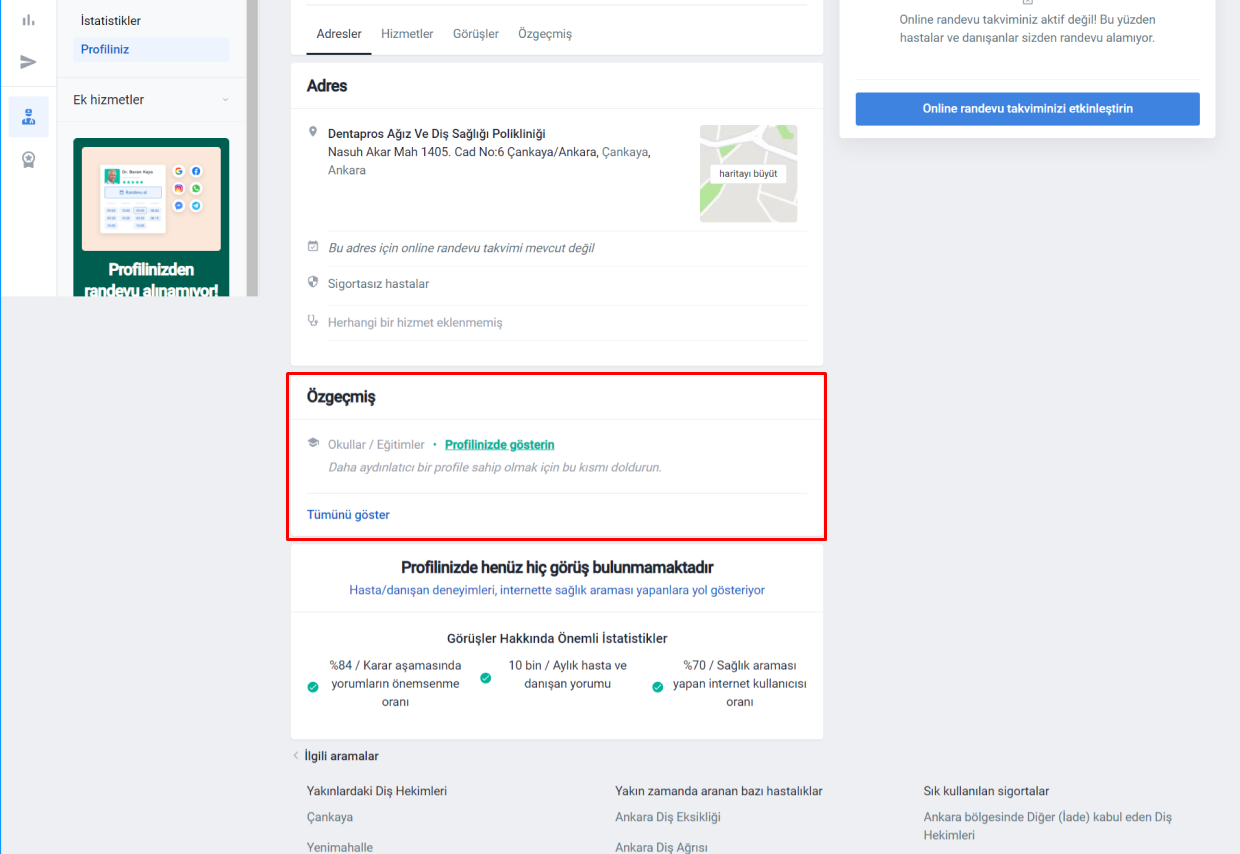 İstatistikler
Profiliniz
Ek hizmetler
Dr. Baran Kaya
Randevu al
Profilinizden
randevu alınamıyor!
Adresler Hizmetler Görüşler Özgeçmiş
Adres
Dentapros Ağız Ve Diş Sağlığı Polikliniği
Nasuh Akar Mah 1405. Cad No:6 Çankaya/Ankara, Çankaya,
Ankara
haritayı büyüt
Bu adres için online randevu takvimi mevcut değil
Sigortasız hastalar
Herhangi bir hizmet eklenmemiş
Özgeçmiş
Okullar / Eğitimler • Profilinizde gösterin
Daha aydınlatıcı bir profile sahip olmak için bu kısmı doldurun.
Tümünü göster
Profilinizde henüz hiç görüş bulunmamaktadır
Hasta/danışan deneyimleri, internette sağlık araması yapanlara yol gösteriyor
Görüşler Hakkında Önemli İstatistikler
%84 / Karar aşamasında
yorumların önemsenme
oranı
10 bin / Aylık hasta ve
danışan yorumu
%70 / Sağlık araması
yapan internet kullanıcısı
oranı
Online randevu takviminiz aktif değil! Bu yüzden
hastalar ve danışanlar sizden randevu alamıyor.
Online randevu takviminizi etkinleştirin
İlgili aramalar
Yakınlardaki Diş Hekimleri
Çankaya
Yenimahalle
Yakın zamanda aranan bazı hastalıklar
Ankara Diş Eksikliği
Ankara Diş Ağrısı
Sık kullanılan sigortalar
Ankara bölgesinde Diğer (İade) kabul eden Diş
Hekimleri